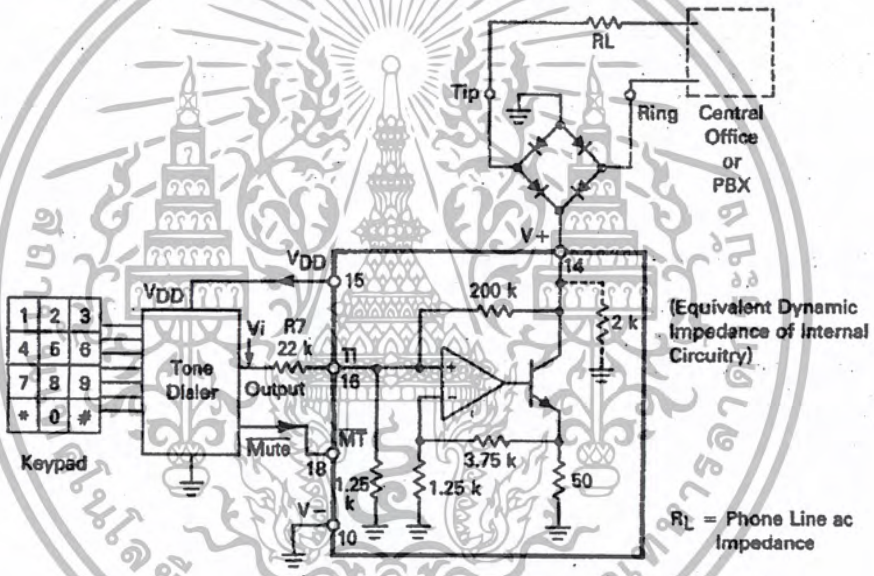 RL
Tip
Ring
Central
Office
or
PBX
V+
14
VDD
15
VDD
200 k
2 k
(Equivalent Dynamic
Impedance of Internal
Circuitry)
1 2 3
4 5 6
7 8 9
* 0 #
Keypad
Tone
Dialer
Vi
R7
22 k
Output
TI
16
Mute
MT
18
1.25
k
1.25 k
3.75 k
50
V-
10
RL = Phone Line ac
Impedance